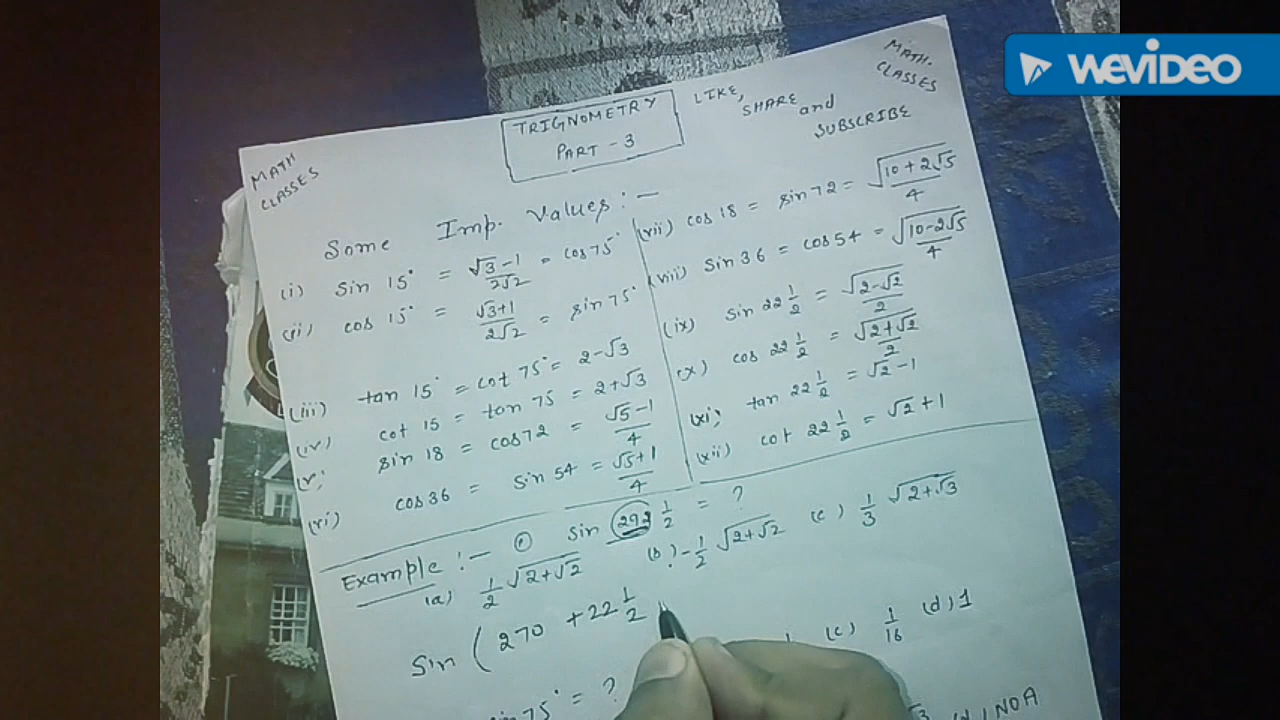 WEVIDEO
MATH CLASSES
TRIGNOMETRY
PART - 3
LIKE, SHARE and SUBSCRIBE
MATH. CLASSES
Some Imp. Values :-
(i) sin 15° = √3-1/2√2 = cos 75°
(ii) cos 15° = √3+1/2√2 = sin 75°
(iii) tan 15° = cot 75° = 2-√3
(iv) cot 15 = tan 75 = 2+√3
(v) sin 18 = cos 72 = √5-1/4
(vi) cos 36 = sin 54 = √5+1/4
(vii) cos 18 = sin 72 = √10+2√5/4
(viii) sin 36 = cos 54 = √10-2√5/4
(ix) sin 22 1/2 = √2-√2/2
(x) cos 22 1/2 = √2+√2/2
(xi) tan 22 1/2 = √2-1
(xii) cot 22 1/2 = √2+1
Example :- ① sin 292 1/2 = ?
(a) 1/2 √2+√2 (b) -1/2 √2+√2 (c) 1/3 √2+√3
sin ( 270 + 22 1/2
(c) 1/16 (d) 1
75° = ?
NOA